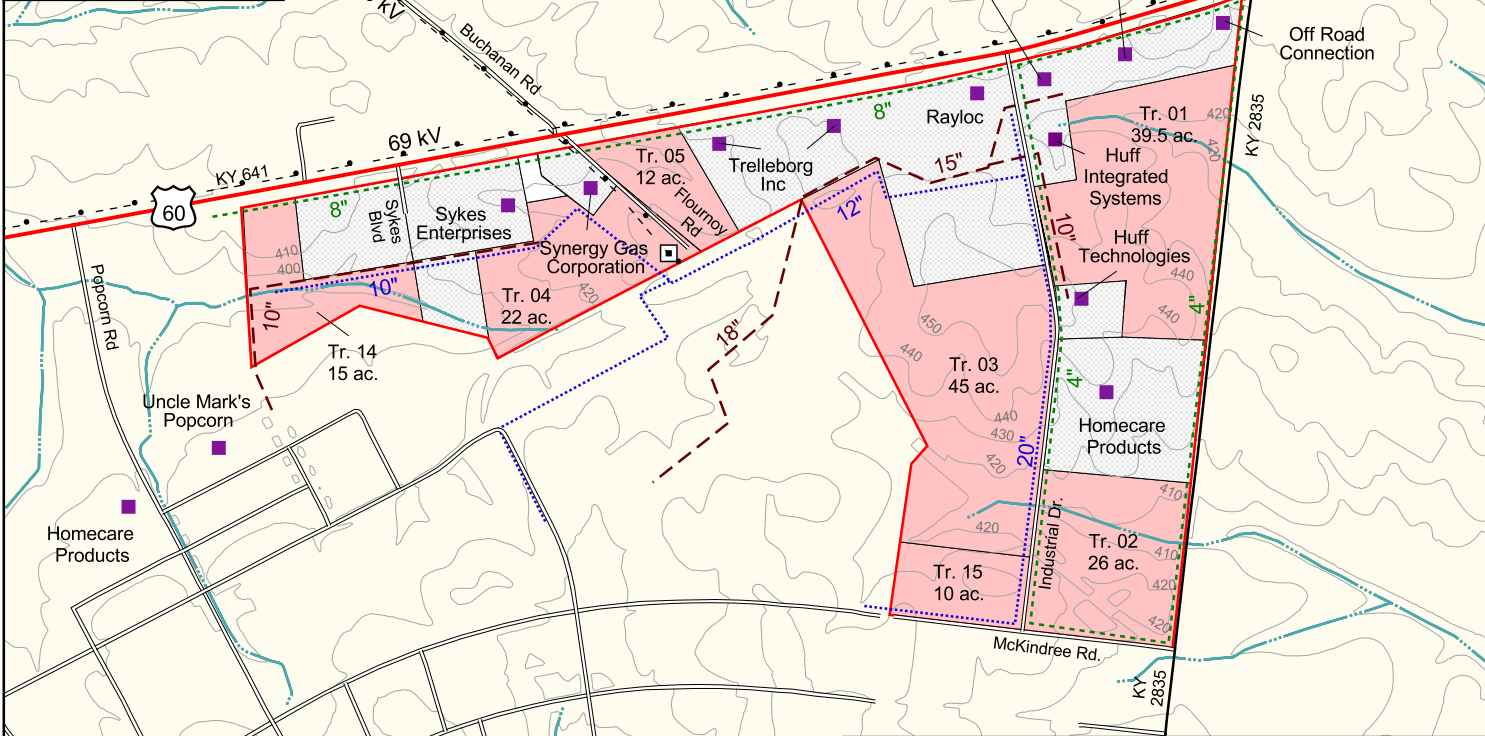 kV
Buchanan Rd
Off Road
Connection
69 kV
KY 641
60
8"
8"
Rayloc
Tr. 01
39.5 ac.
420
420
KY 2835
Tr. 05
12 ac.
Trelleborg
Inc
15"
Huff
Integrated
Systems
Flournoy
Rd
Sykes
Blvd
Sykes
Enterprises
12"
10"
Synergy Gas
Corporation
Huff
Technologies
410
400
10"
10"
440
440
4"
Tr. 04
22 ac.
420
450
440
Popcorn Rd
18"
Tr. 14
15 ac.
Tr. 03
45 ac.
4"
Uncle Mark's
Popcorn
440
430
420
20"
Homecare
Products
410
420
Industrial Dr.
Homecare
Products
Tr. 02
26 ac.
410
420
420
Tr. 15
10 ac.
McKindree Rd.
KY
2835